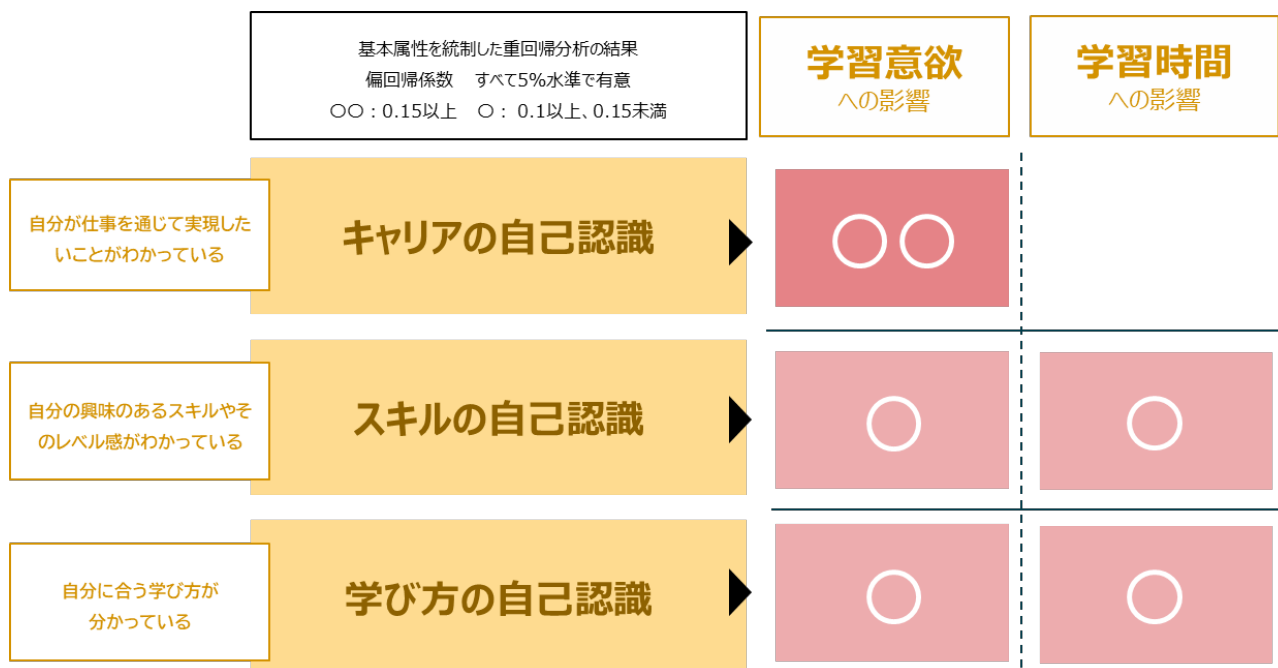 基本属性を統制した重回帰分析の結果
偏回帰係数 すべて5%水準で有意
〇〇：0.15以上 〇： 0.1以上、0.15未満
学習意欲
への影響
学習時間
への影響
自分が仕事を通じて実現した
いことがわかっている
キャリアの自己認識
〇〇
自分の興味のあるスキルやそ
のレベル感がわかっている
スキルの自己認識
〇
〇
自分に合う学び方が
分かっている
学び方の自己認識
〇
〇